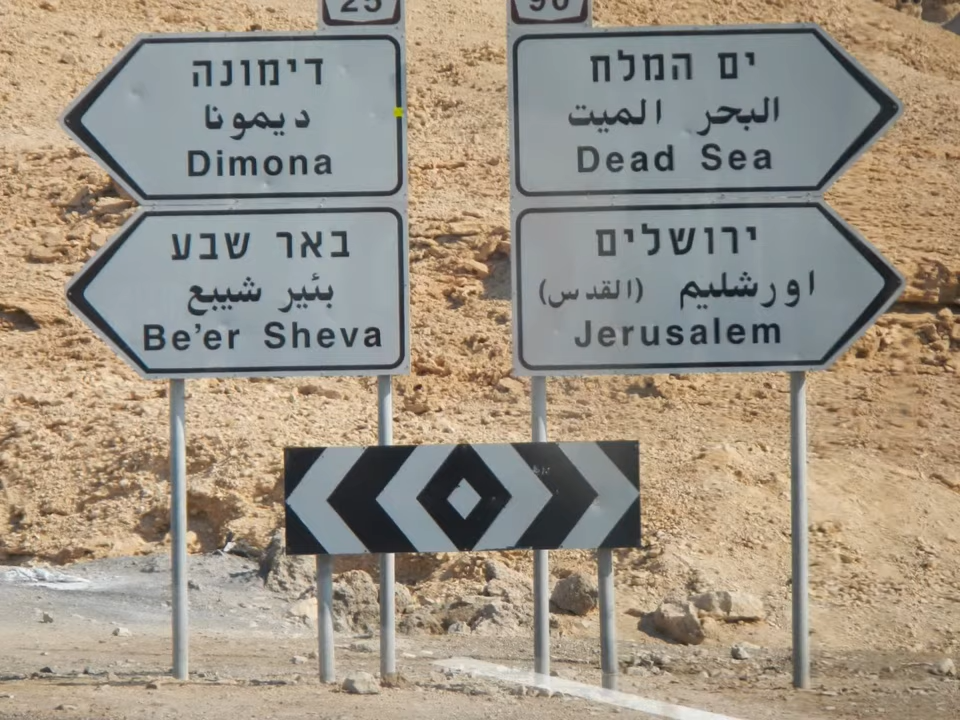 25
דימונה
ديمونا
Dimona
באר שבע
بئير شييع
Be'er Sheva
90
ים המלח
البحر الميت
Dead Sea
ירושלים
اورشليم (القدس)
Jerusalem